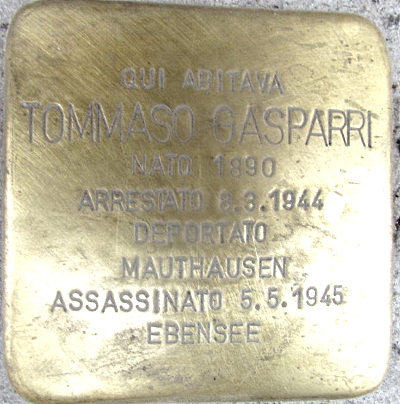 QUI ABITAVA
TOMMASO GASPARRI
NATO 1890
ARRESTATO 8.3.1944
DEPORTATO
MAUTHAUSEN
ASSASSINATO 5.5.1945
EBENSEE